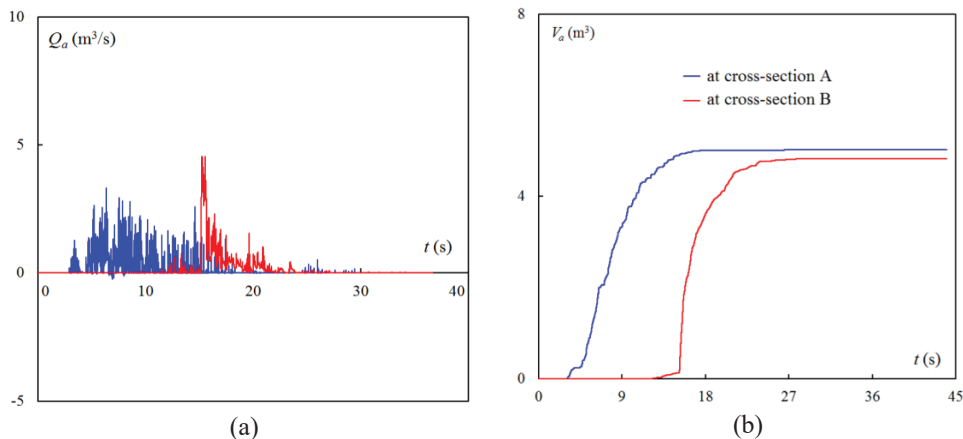 10
Qa (m³/s)
5
t (s)
0
0
10
20
30
40
-5
(a)
8
Va (m³)
at cross-section A
at cross-section B
4
t (s)
0
0
9
18
27
36
45
(b)